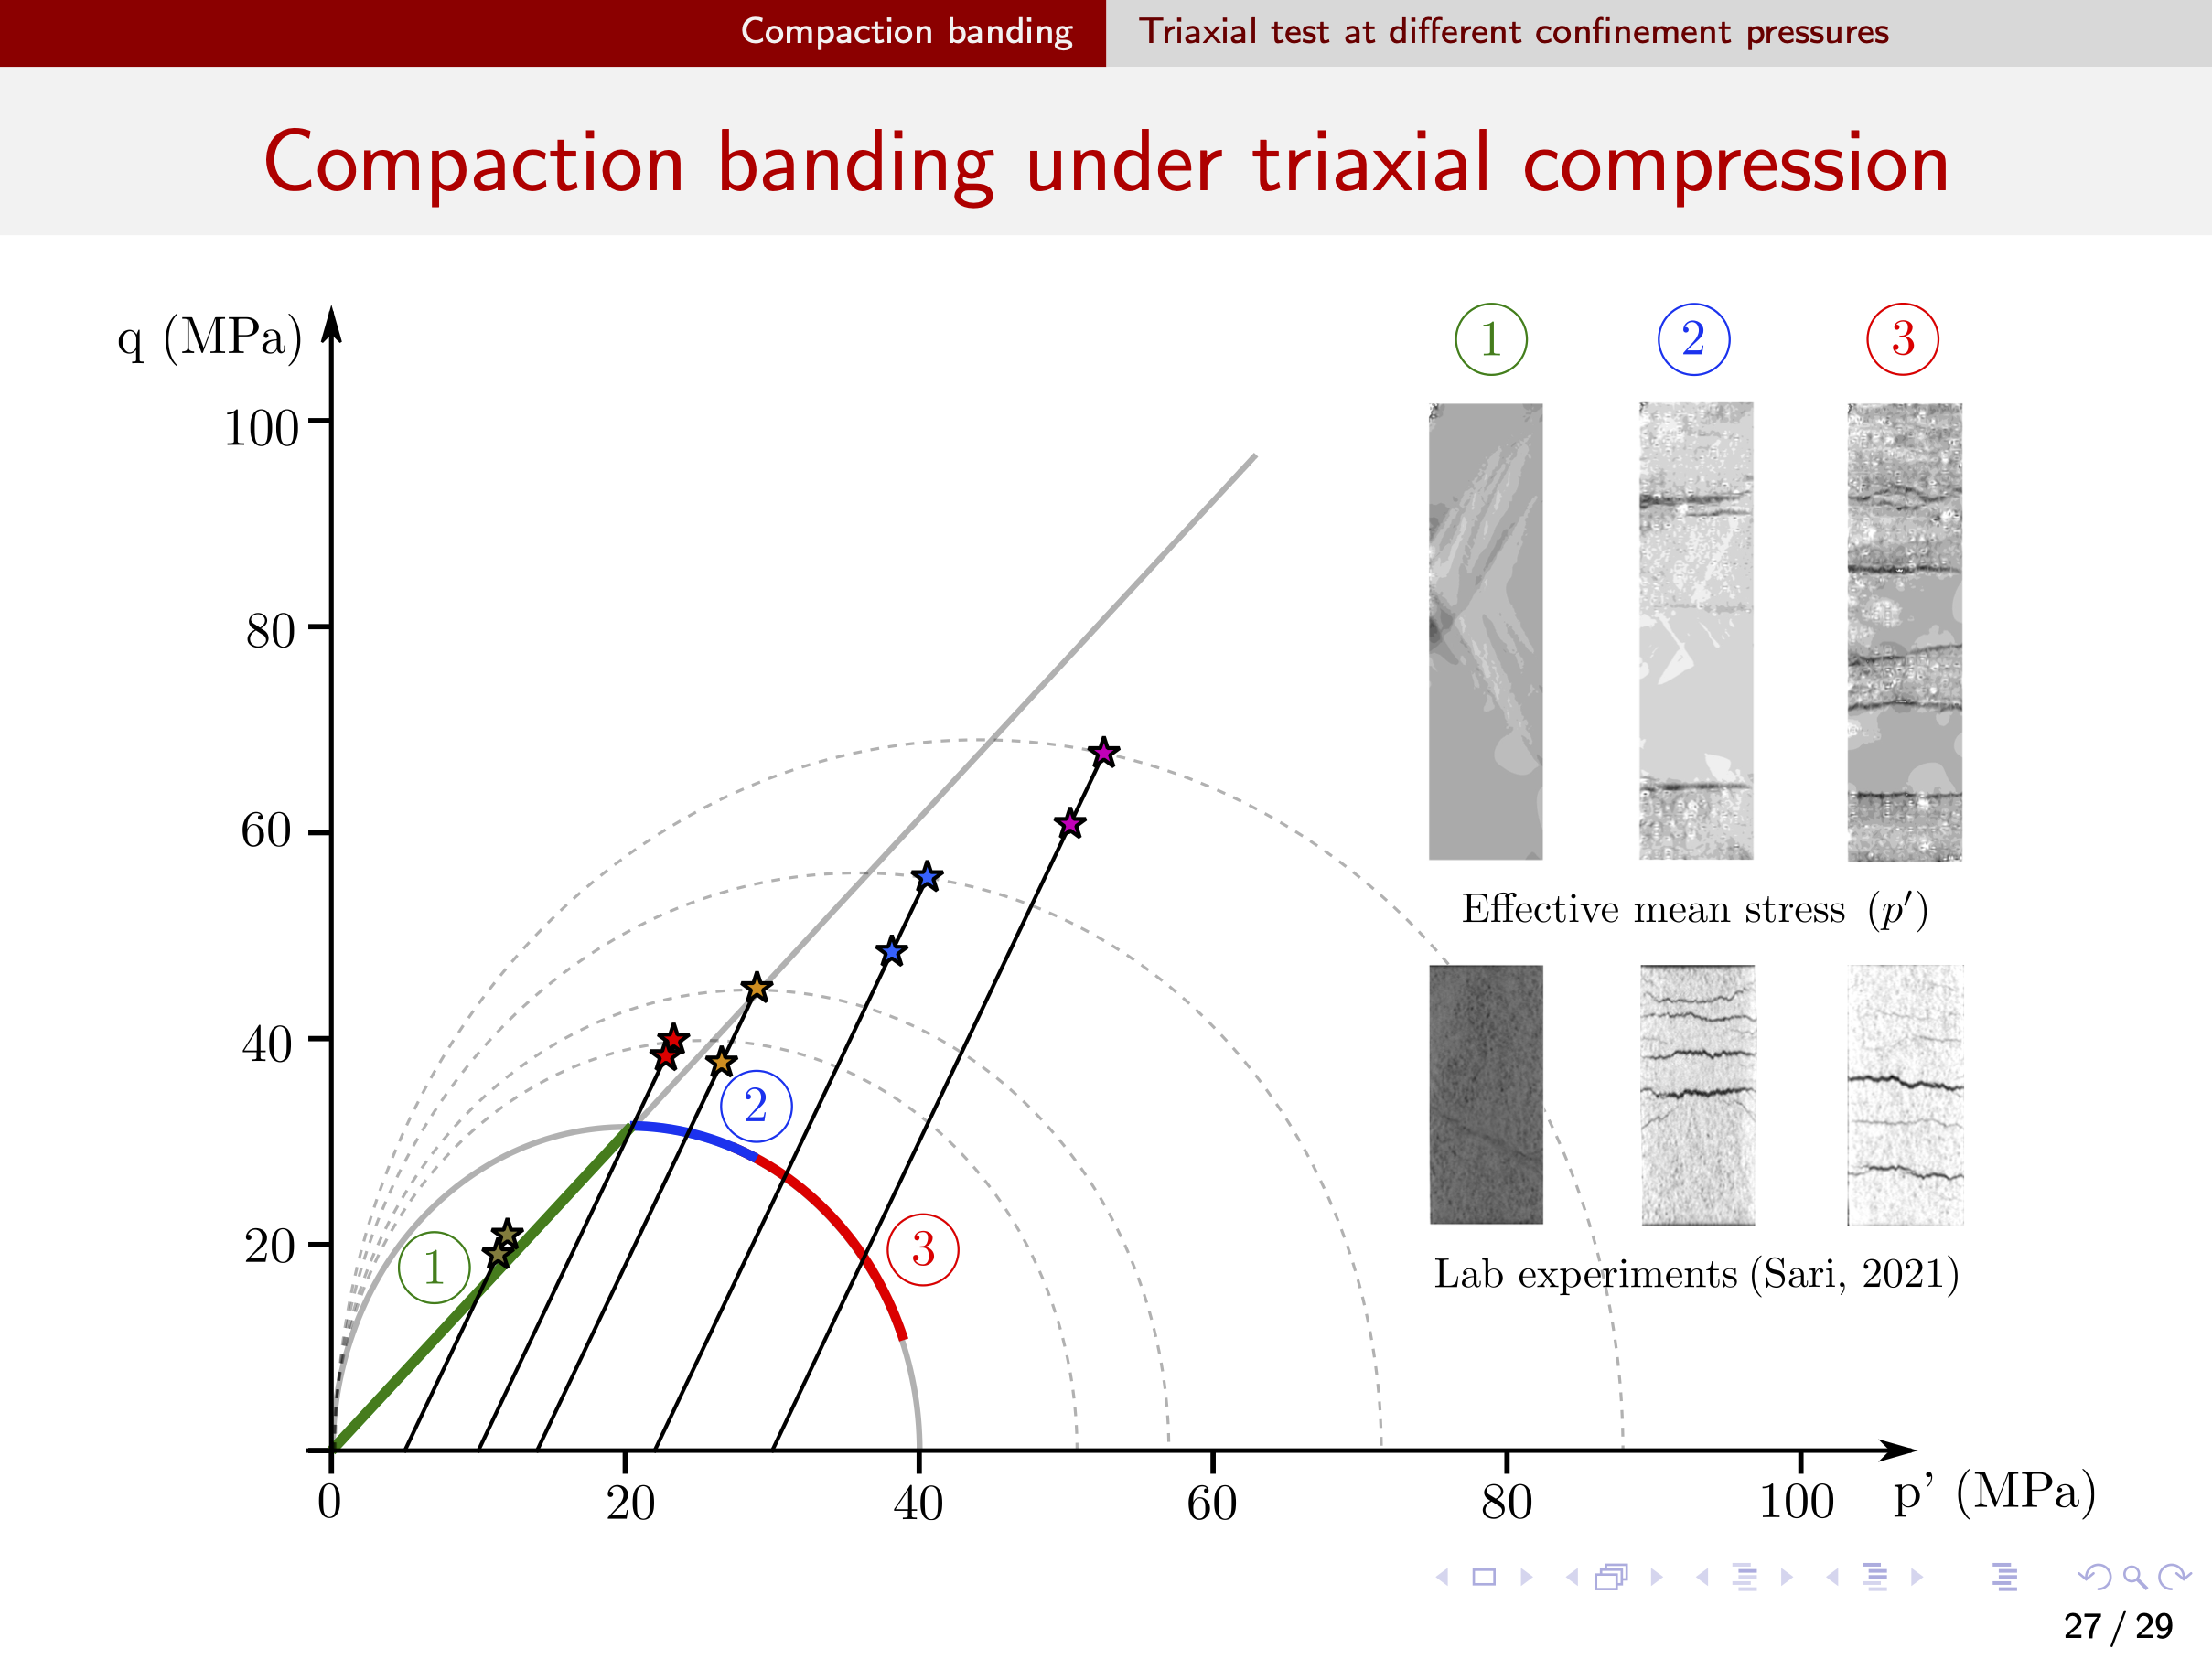 Compaction banding
Triaxial test at different confinement pressures
Compaction banding under triaxial compression
q (MPa)
100
80
60
40
20
0
20
40
60
80
100
p' (MPa)
1
2
3
1
2
3
Effective mean stress (p′)
Lab experiments (Sari, 2021)
27 / 29